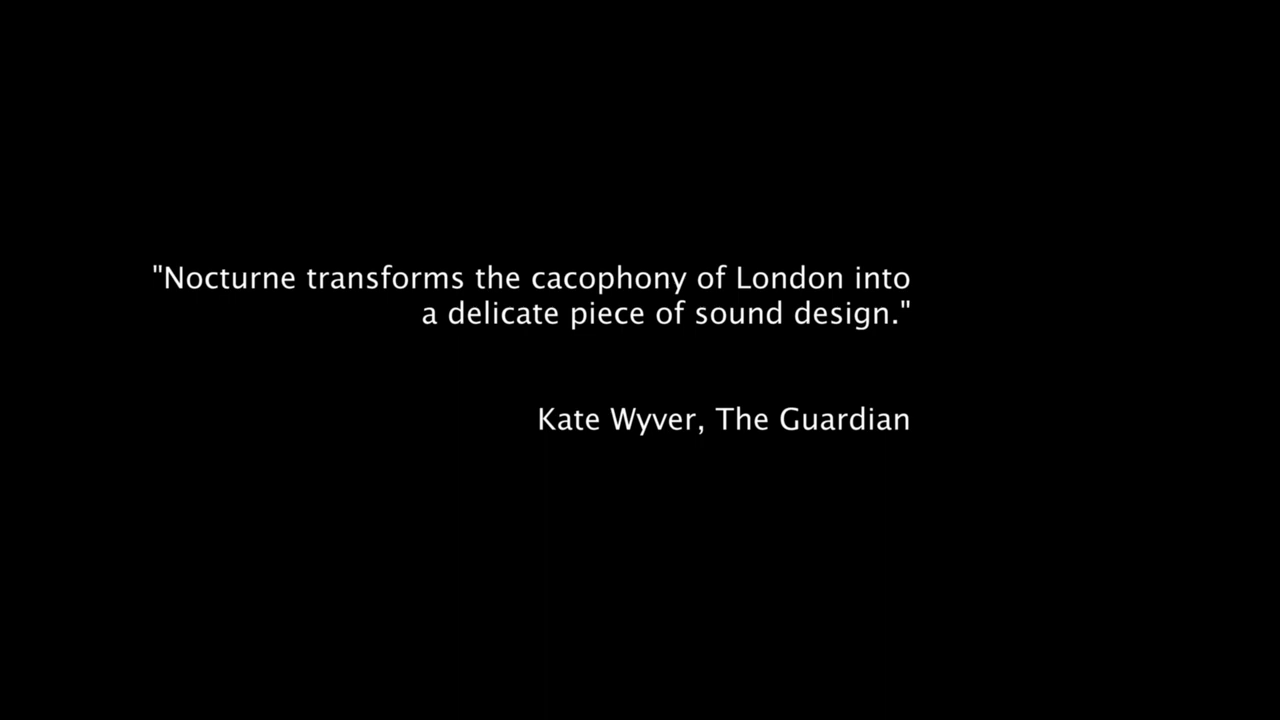 "Nocturne transforms the cacophony of London into
a delicate piece of sound design."
Kate Wyver, The Guardian